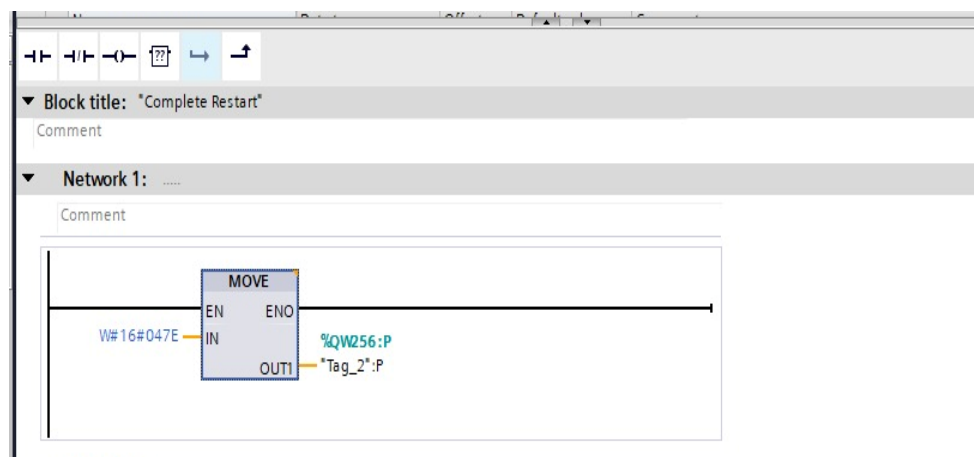 ??
Block title: "Complete Restart"
Comment
Network 1: .....
Comment
MOVE
EN ENO
W#16#047E IN
%QW256:P
OUT1 "Tag_2":P